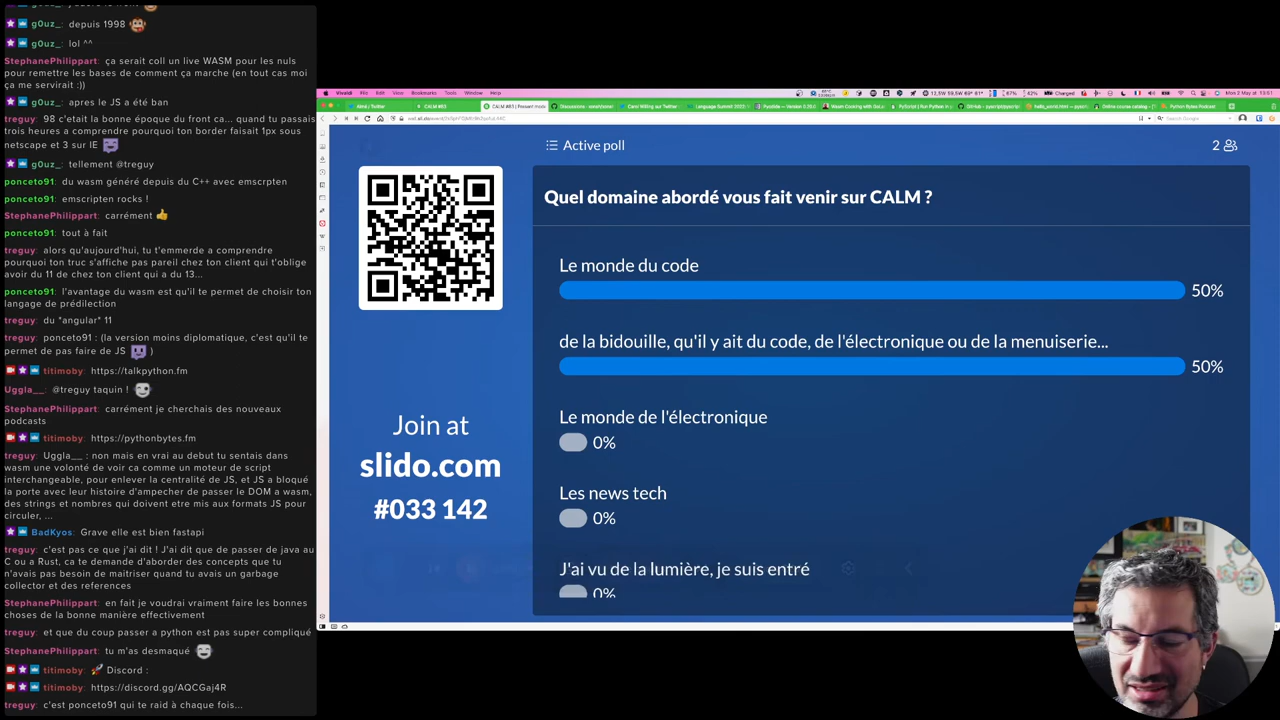 g0uz_: depuis 1998
g0uz_: lol ^^
StephanePhilippart: ça serait coll un live WASM pour les nuls
pour remettre les bases de comment ça marche (en tout cas moi
ça me servirait :))
g0uz_: apres le JS a été ban
treguy: 98 c'etait la bonne époque du front ca... quand tu passais
trois heures a comprendre pourquoi ton border faisait 1px sous
netscape et 3 sur IE
g0uz_: tellement @treguy
ponceto91: du wasm généré depuis du C++ avec emscrpten
ponceto91: emscripten rocks !
StephanePhilippart: carrément
ponceto91: tout à fait
treguy: alors qu'aujourd'hui, tu t'emmerde a comprendre
pourquoi ton truc s'affiche pas pareil chez ton client qui t'oblige
avoir du 11 de chez ton client qui a du 13...
ponceto91: l'avantage du wasm est qu'il te permet de choisir ton
langage de prédilection
treguy: du *angular* 11
treguy: ponceto91 : (la version moins diplomatique, c'est qu'il te
permet de pas faire de JS )
titimoby: https://talkpython.fm
Uggla__: @treguy taquin !
StephanePhilippart: carrément je cherchais des nouveaux
podcasts
titimoby: https://pythonbytes.fm
treguy: Uggla__ : non mais en vrai au debut tu sentais dans
wasm une volonté de voir ca comme un moteur de script
interchangeable, pour enlever la centralité de JS, et JS a bloqué
la porte avec leur histoire d'ampecher de passer le DOM a wasm,
des strings et nombres qui doivent etre mis aux formats JS pour
circuler, ...
BadKyos: Grave elle est bien fastapi
treguy: c'est pas ce que j'ai dit ! J'ai dit que de passer de java au
C ou a Rust, ca te demande d'aborder des concepts que tu
n'avais pas besoin de maitriser quand tu avais un garbage
collector et des references
StephanePhilippart: en fait je voudrai vraiment faire les bonnes
choses de la bonne manière effectivement
treguy: et que du coup passer a python est pas super compliqué
StephanePhilippart: tu m'as desmaqué
titimoby: Discord :
titimoby: https://discord.gg/AQCGaj4R
treguy: c'est ponceto91 qui te raid à chaque fois...
Vivaldi File Edit View Bookmarks Tools Window Help
Active poll
2
Quel domaine abordé vous fait venir sur CALM ?
Le monde du code
50%
de la bidouille, qu'il y ait du code, de l'électronique ou de la menuiserie...
50%
Le monde de l'électronique
0%
Les news tech
0%
J'ai vu de la lumière, je suis entré
0%
Join at
slido.com
#033 142